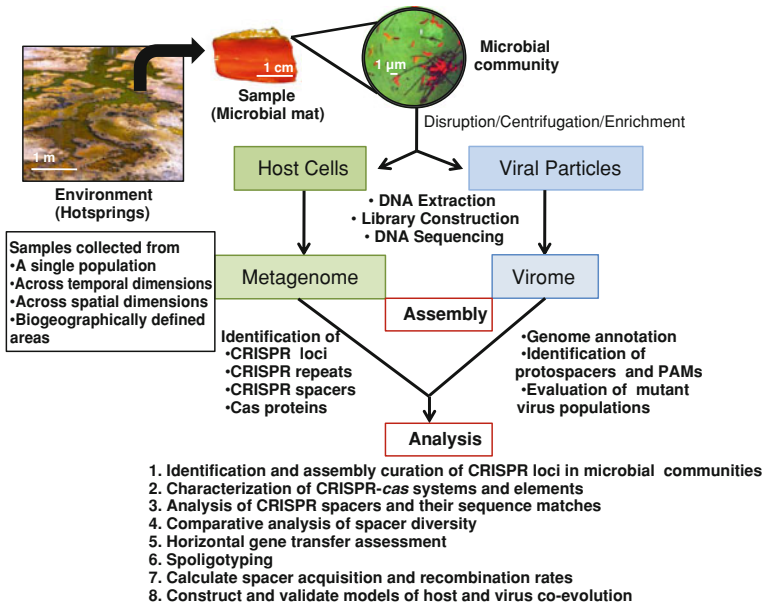 1 m
1 cm
1 µm
Environment
(Hotsprings)
Sample
(Microbial mat)
Microbial
community
Disruption/Centrifugation/Enrichment
Host Cells
Viral Particles
• DNA Extraction
• Library Construction
• DNA Sequencing
Samples collected from
•A single population
•Across temporal dimensions
•Across spatial dimensions
•Biogeographically defined
areas
Metagenome
Virome
Assembly
Identification of
•CRISPR loci
•CRISPR repeats
•CRISPR spacers
•Cas proteins
•Genome annotation
•Identification of
protospacers and PAMs
•Evaluation of mutant
virus populations
Analysis
1. Identification and assembly curation of CRISPR loci in microbial communities
2. Characterization of CRISPR-cas systems and elements
3. Analysis of CRISPR spacers and their sequence matches
4. Comparative analysis of spacer diversity
5. Horizontal gene transfer assessment
6. Spoligotyping
7. Calculate spacer acquisition and recombination rates
8. Construct and validate models of host and virus co-evolution